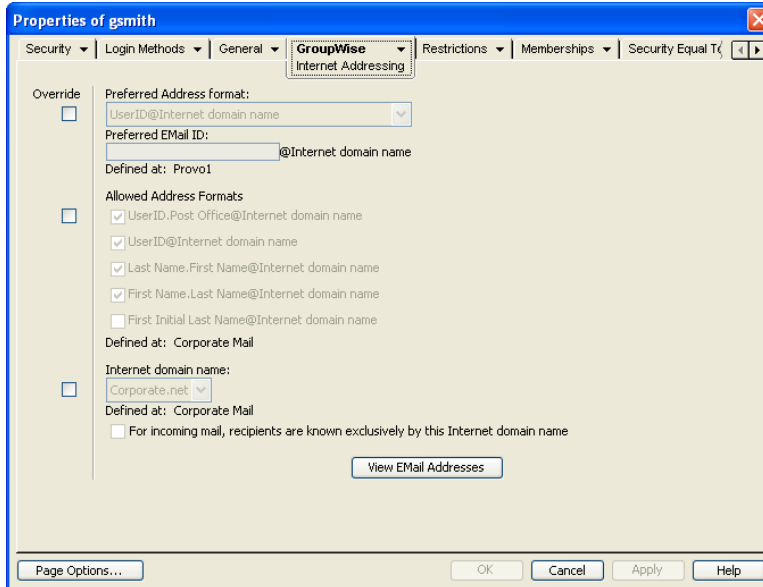 Properties of gsmith
Security Login Methods General GroupWise Restrictions Memberships Security Equal To
Internet Addressing
Override
Preferred Address format:
UserID@Internet domain name
Preferred EMail ID:
@Internet domain name
Defined at: Provo1
Allowed Address Formats
UserID.Post Office@Internet domain name
UserID@Internet domain name
Last Name.First Name@Internet domain name
First Name.Last Name@Internet domain name
First Initial Last Name@Internet domain name
Defined at: Corporate Mail
Internet domain name:
Corporate.net
Defined at: Corporate Mail
For incoming mail, recipients are known exclusively by this Internet domain name
View EMail Addresses
Page Options... OK Cancel Apply Help